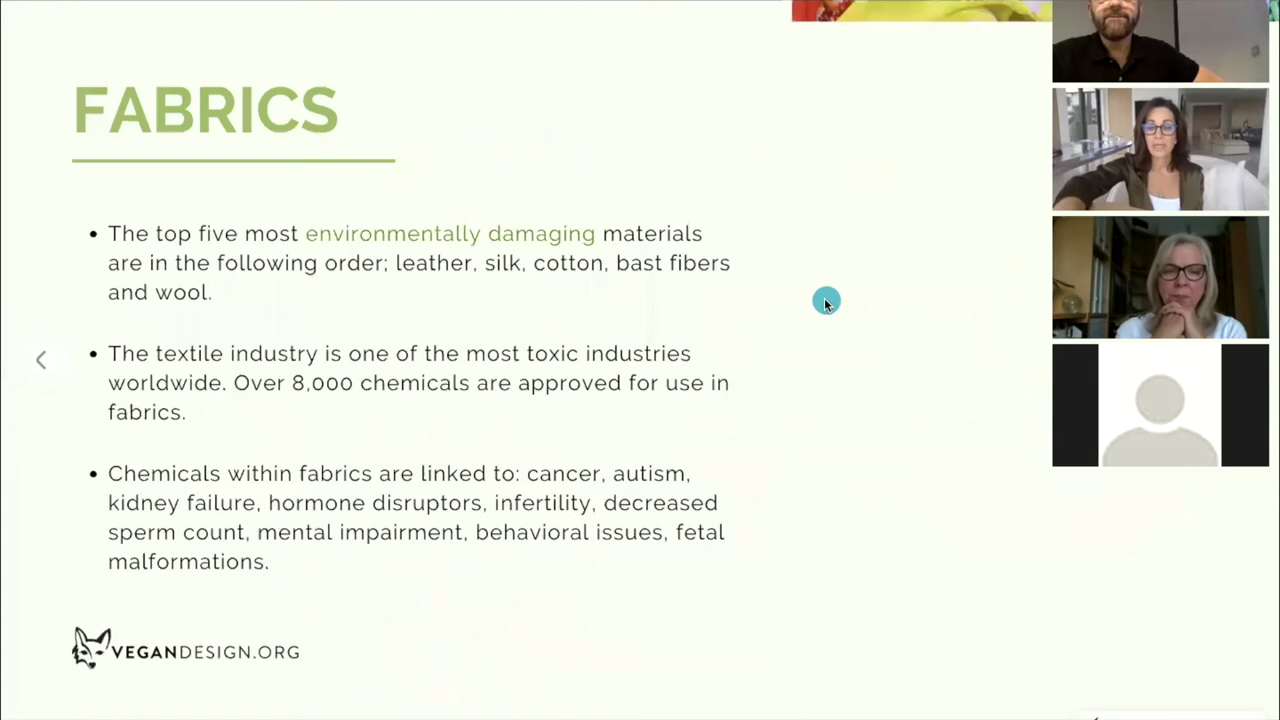 FABRICS
• The top five most environmentally damaging materials
are in the following order; leather, silk, cotton, bast fibers
and wool.
• The textile industry is one of the most toxic industries
worldwide. Over 8,000 chemicals are approved for use in
fabrics.
• Chemicals within fabrics are linked to: cancer, autism,
kidney failure, hormone disruptors, infertility, decreased
sperm count, mental impairment, behavioral issues, fetal
malformations.
VEGANDESIGN.ORG